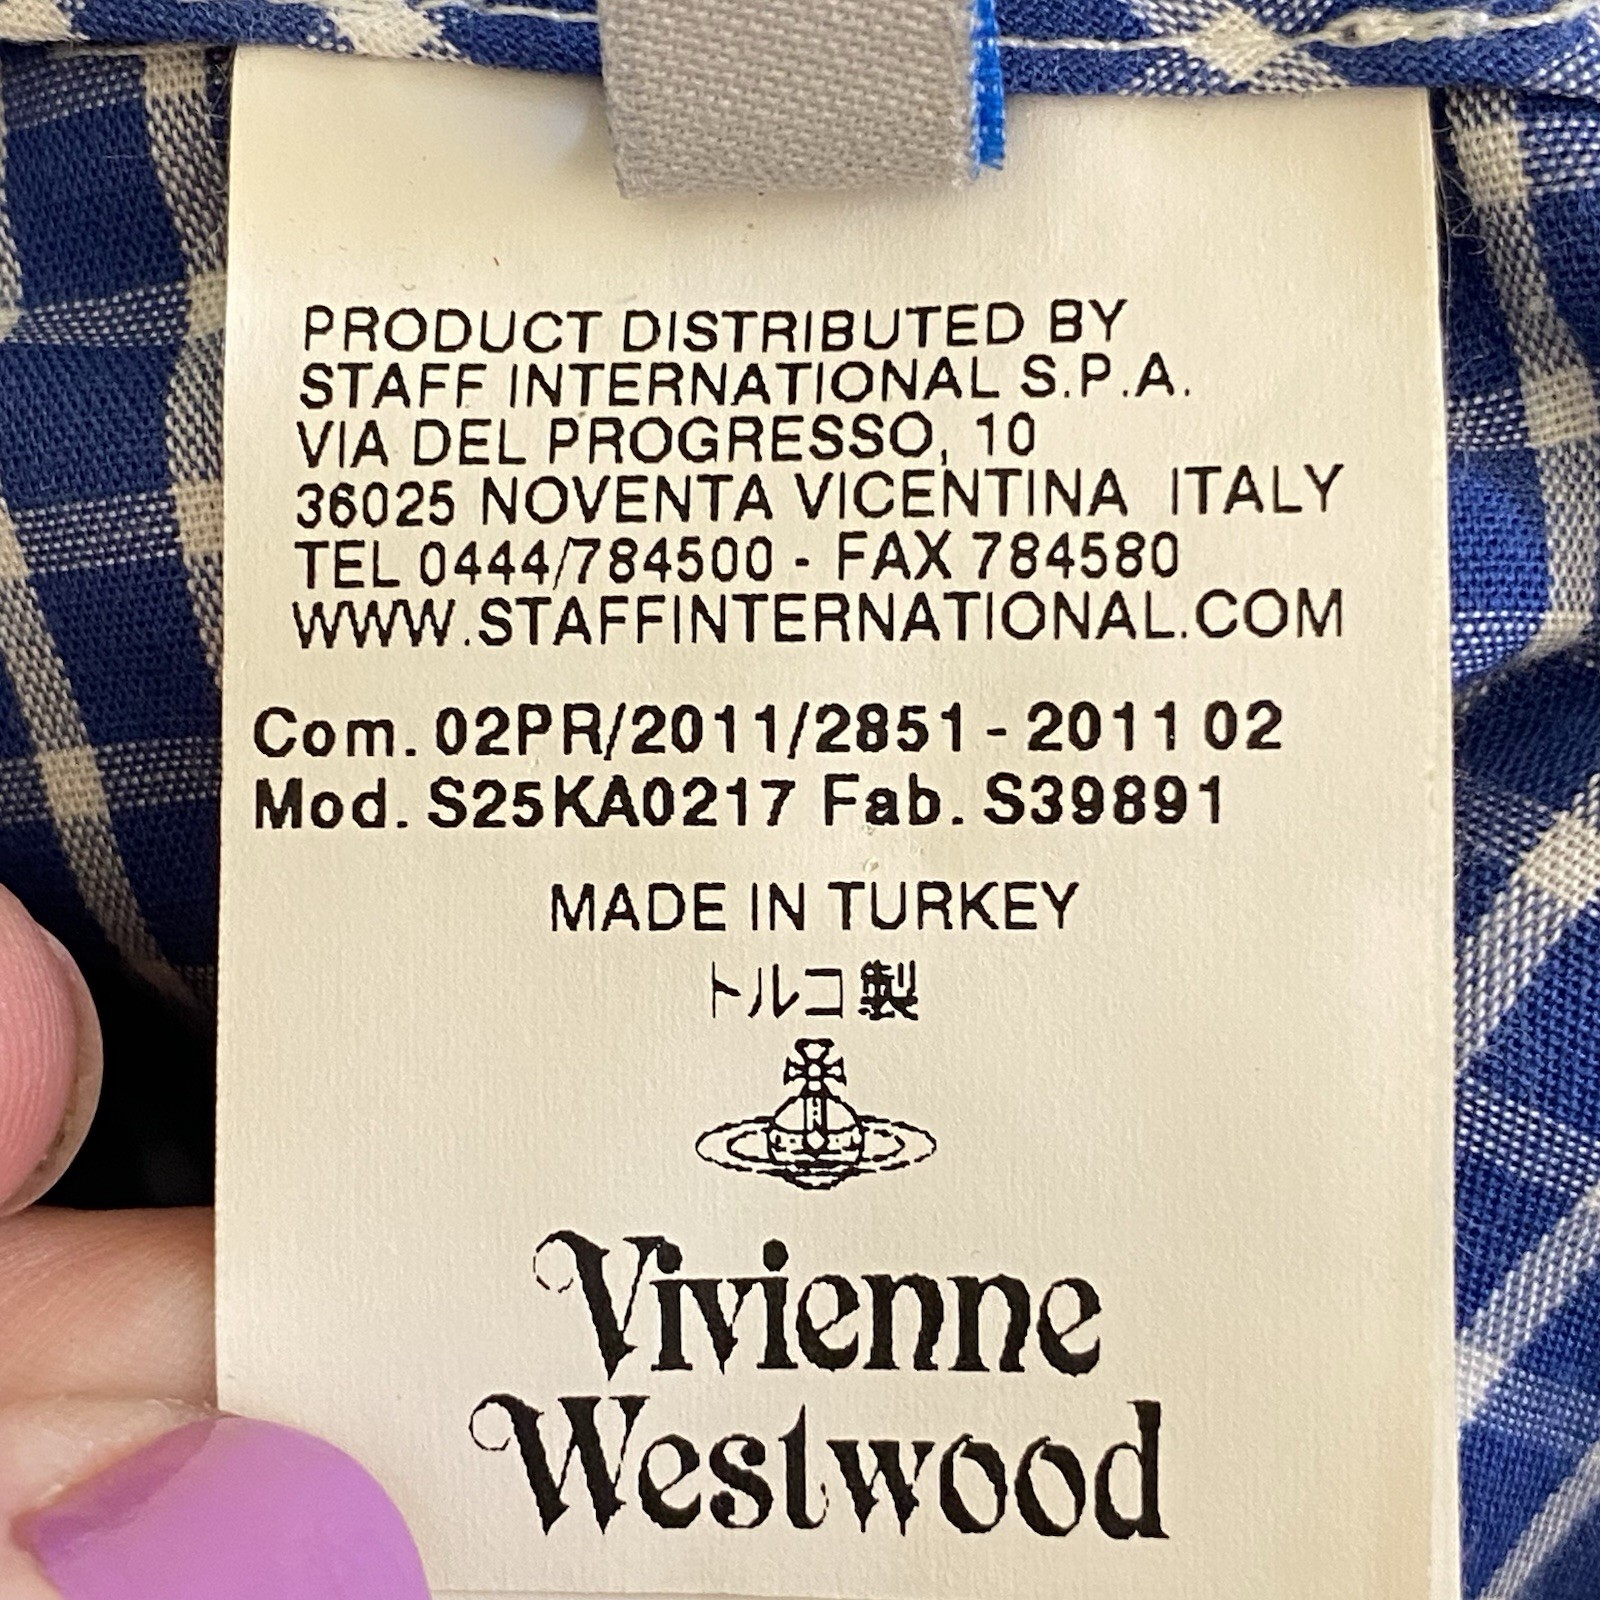 PRODUCT DISTRIBUTED BY
STAFF INTERNATIONAL S.P.A.
VIA DEL PROGRESSO, 10
36025 NOVENTA VICENTINA ITALY
TEL 0444/784500 - FAX 784580
WWW.STAFFINTERNATIONAL.COM
Com. 02PR/2011/2851 - 2011 02
Mod. S25KA0217 Fab. S39891
MADE IN TURKEY
トルコ製
Vivienne
Westwood